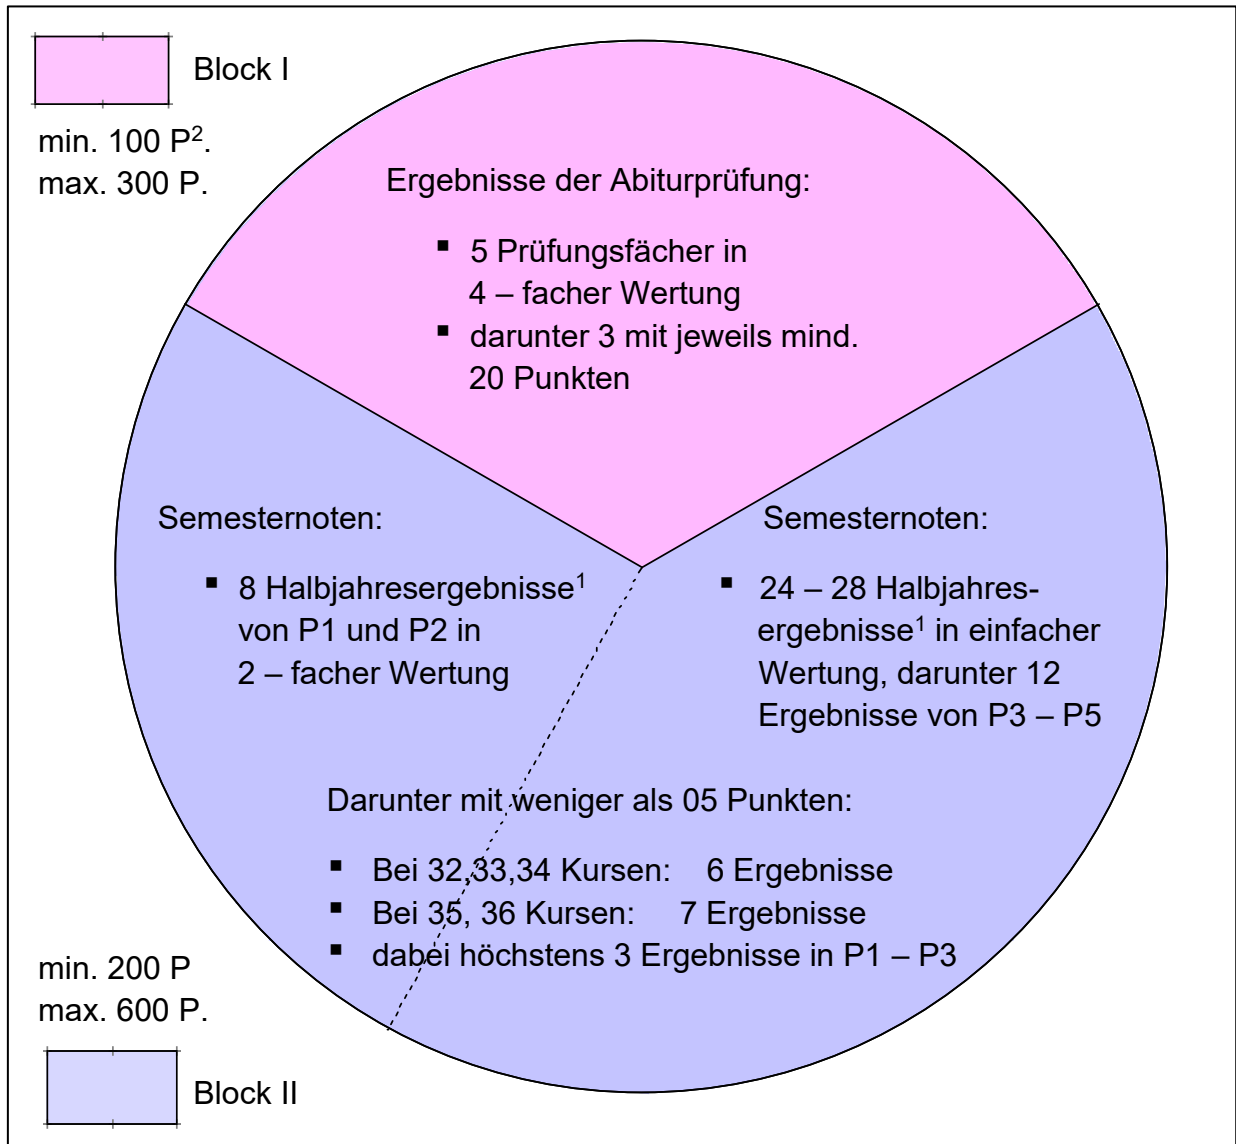 Block I
min. 100 P².
max. 300 P.
Ergebnisse der Abiturprüfung:
▪ 5 Prüfungsfächer in
4 – facher Wertung
▪ darunter 3 mit jeweils mind.
20 Punkten
Semesternoten:
▪ 8 Halbjahresergebnisse¹
von P1 und P2 in
2 – facher Wertung
Semesternoten:
▪ 24 – 28 Halbjahres-
ergebnisse¹ in einfacher
Wertung, darunter 12
Ergebnisse von P3 – P5
Darunter mit weniger als 05 Punkten:
▪ Bei 32,33,34 Kursen: 6 Ergebnisse
▪ Bei 35, 36 Kursen: 7 Ergebnisse
▪ dabei höchstens 3 Ergebnisse in P1 – P3
min. 200 P
max. 600 P.
Block II